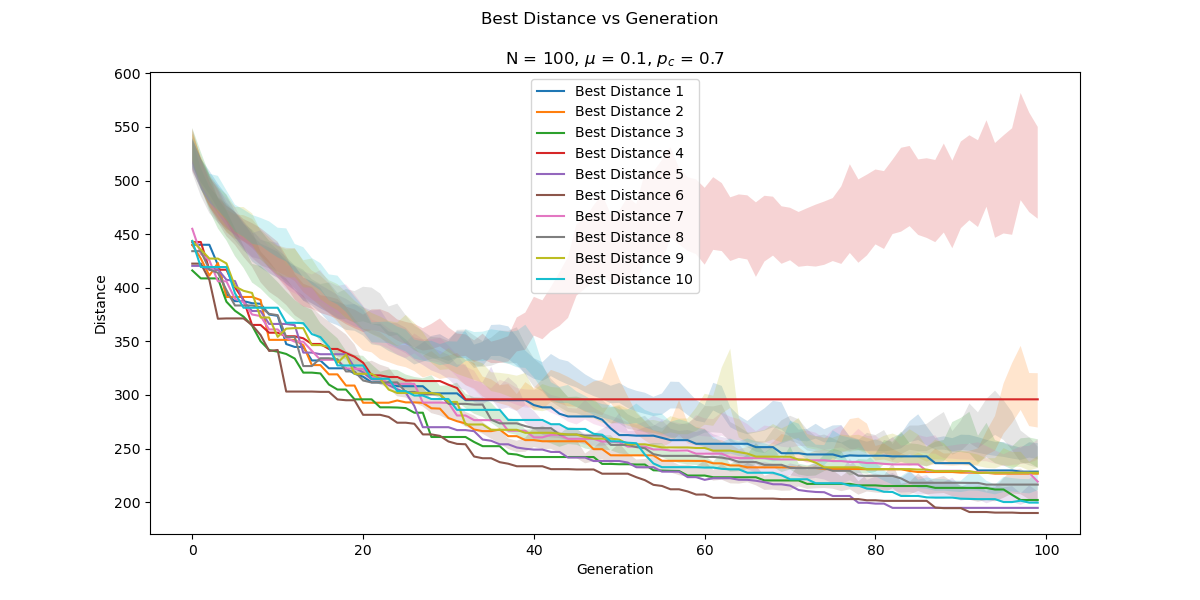 Best Distance vs Generation
N = 100, μ = 0.1, p_c = 0.7
600
550
500
450
400
350
300
250
200
Distance
Best Distance 1
Best Distance 2
Best Distance 3
Best Distance 4
Best Distance 5
Best Distance 6
Best Distance 7
Best Distance 8
Best Distance 9
Best Distance 10
0 20 40 60 80 100
Generation